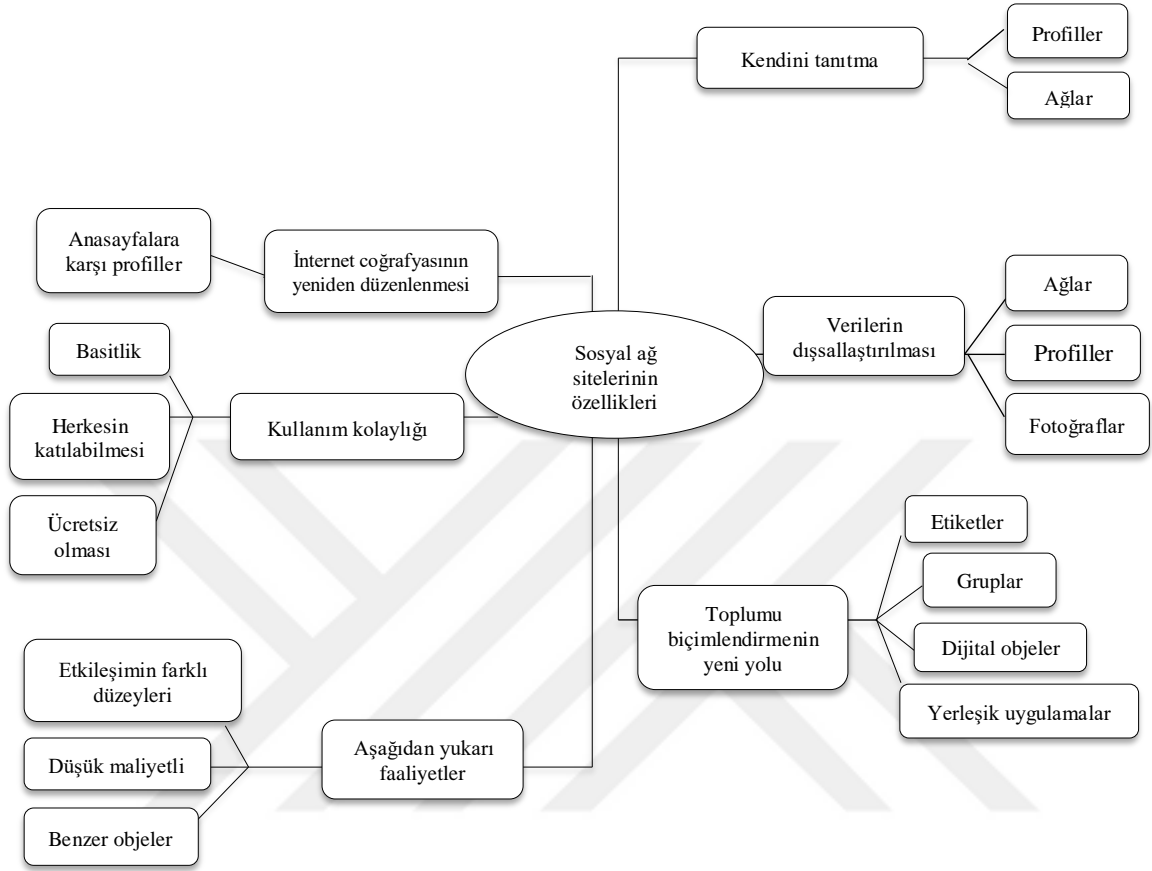 Kendini tanıtma
Profiller
Ağlar
Anasayfalara
karşı profiller
İnternet coğrafyasının
yeniden düzenlenmesi
Sosyal ağ
sitelerinin
özellikleri
Verilerin
dışsallaştırılması
Ağlar
Profiller
Fotoğraflar
Basitlik
Herkesin
katılabilmesi
Ücretsiz
olması
Kullanım kolaylığı
Toplumu
biçimlendirmenin
yeni yolu
Etiketler
Gruplar
Dijital objeler
Yerleşik uygulamalar
Etkileşimin farklı
düzeyleri
Düşük maliyetli
Benzer objeler
Aşağıdan yukarı
faaliyetler